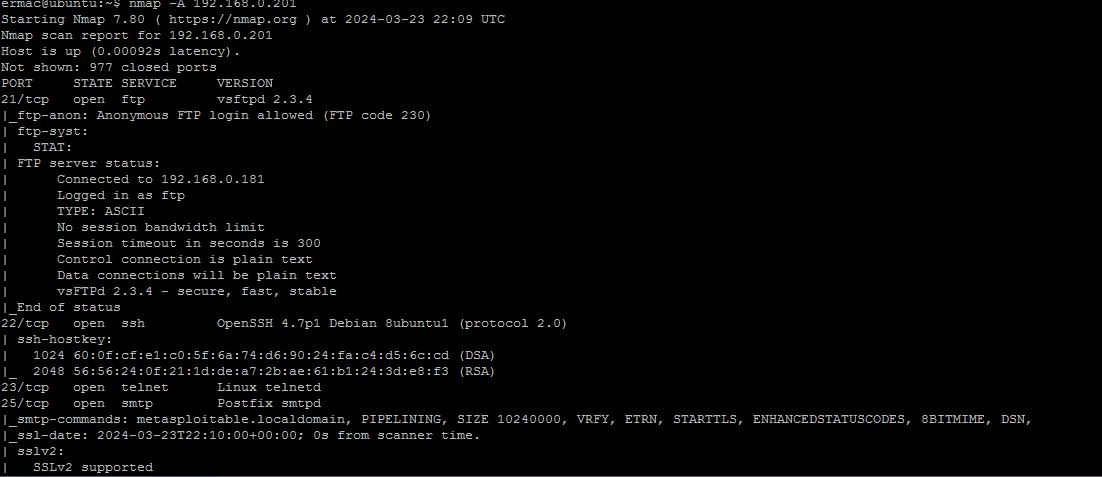 ermac@ubuntu:~$ nmap -A 192.168.0.201
Starting Nmap 7.80 ( https://nmap.org ) at 2024-03-23 22:09 UTC
Nmap scan report for 192.168.0.201
Host is up (0.00092s latency).
Not shown: 977 closed ports
PORT     STATE SERVICE     VERSION
21/tcp   open  ftp         vsftpd 2.3.4
|_ftp-anon: Anonymous FTP login allowed (FTP code 230)
| ftp-syst:
|   STAT:
| FTP server status:
|      Connected to 192.168.0.181
|      Logged in as ftp
|      TYPE: ASCII
|      No session bandwidth limit
|      Session timeout in seconds is 300
|      Control connection is plain text
|      Data connections will be plain text
|      vsFTPd 2.3.4 - secure, fast, stable
|_End of status
22/tcp   open  ssh         OpenSSH 4.7p1 Debian 8ubuntu1 (protocol 2.0)
| ssh-hostkey:
|   1024 60:0f:cf:e1:c0:5f:6a:74:d6:90:24:fa:c4:d5:6c:cd (DSA)
|_  2048 56:56:24:0f:21:1d:de:a7:2b:ae:61:b1:24:3d:e8:f3 (RSA)
23/tcp   open  telnet      Linux telnetd
25/tcp   open  smtp        Postfix smtpd
|_smtp-commands: metasploitable.localdomain, PIPELINING, SIZE 10240000, VRFY, ETRN, STARTTLS, ENHANCEDSTATUSCODES, 8BITMIME, DSN,
|_ssl-date: 2024-03-23T22:10:00+00:00; 0s from scanner time.
| sslv2:
|   SSLv2 supported